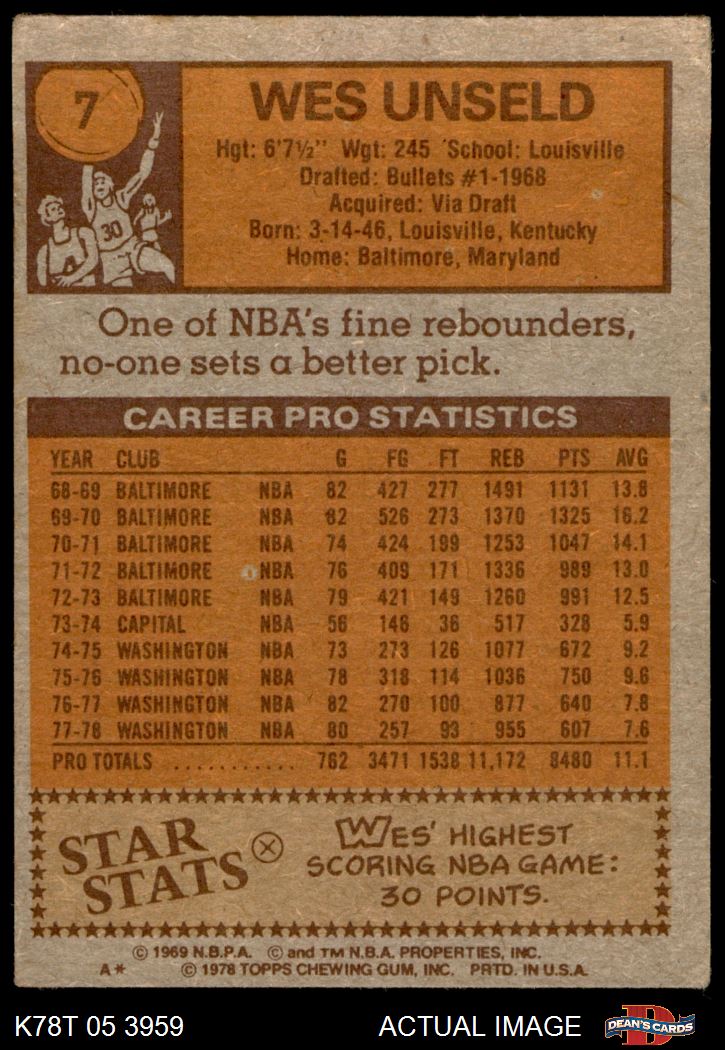 7
WES UNSELD
Hgt: 6'7½" Wgt: 245 School: Louisville
Drafted: Bullets #1-1968
Acquired: Via Draft
Born: 3-14-46, Louisville, Kentucky
Home: Baltimore, Maryland
30
One of NBA's fine rebounders,
no-one sets a better pick.
CAREER PRO STATISTICS
YEAR CLUB G FG FT REB PTS AVG
68-69 BALTIMORE NBA 82 427 277 1491 1131 13.8
69-70 BALTIMORE NBA 82 526 273 1370 1325 16.2
70-71 BALTIMORE NBA 74 424 199 1253 1047 14.1
71-72 BALTIMORE NBA 76 409 171 1336 989 13.0
72-73 BALTIMORE NBA 79 421 149 1260 991 12.5
73-74 CAPITAL NBA 56 146 36 517 328 5.9
74-75 WASHINGTON NBA 73 273 126 1077 672 9.2
75-76 WASHINGTON NBA 78 318 114 1036 750 9.6
76-77 WASHINGTON NBA 82 270 100 877 640 7.8
77-78 WASHINGTON NBA 80 257 93 955 607 7.6
PRO TOTALS ........... 762 3471 1538 11,172 8480 11.1
STAR
STATS
WES' HIGHEST
SCORING NBA GAME:
30 POINTS.
© 1969 N.B.P.A. © and TM N.B.A. PROPERTIES, INC.
A* © 1978 TOPPS CHEWING GUM, INC. PRTD. IN U.S.A.
K78T 05 3959 ACTUAL IMAGE
D
DEAN'S CARDS